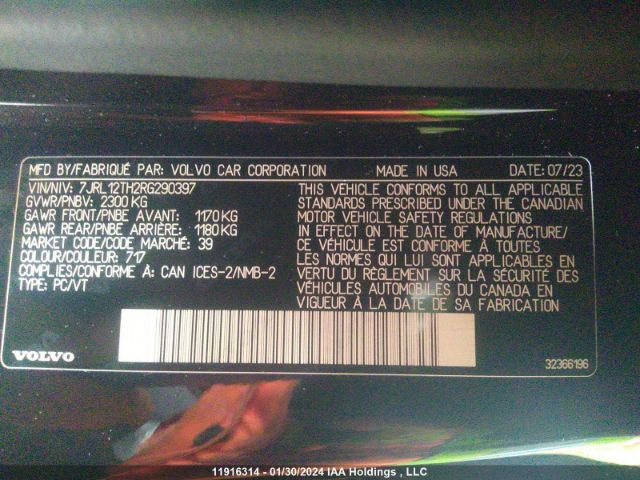 MFD BY/FABRIQUÉ PAR: VOLVO CAR CORPORATION MADE IN USA DATE: 07/23
VIN/NIV: 7JRL12TH2RG290397
GVWR/PNBV: 2300 KG
GAWR FRONT/PNBE AVANT: 1170 KG
GAWR REAR/PNBE ARRIÈRE: 1180 KG
MARKET CODE/CODE MARCHÉ: 39
COLOUR/COULEUR: 717
COMPLIES/CONFORME À: CAN ICES-2/NMB-2
TYPE: PC/VT
THIS VEHICLE CONFORMS TO ALL APPLICABLE
STANDARDS PRESCRIBED UNDER THE CANADIAN
MOTOR VEHICLE SAFETY REGULATIONS
IN EFFECT ON THE DATE OF MANUFACTURE/
CE VÉHICULE EST CONFORME À TOUTES
LES NORMES QUI LUI SONT APPLICABLES EN
VERTU DU RÈGLEMENT SUR LA SÉCURITÉ DES
VÉHICULES AUTOMOBILES DU CANADA EN
VIGUEUR À LA DATE DE SA FABRICATION
VOLVO
32366196
11916314 - 01/30/2024 IAA Holdings , LLC